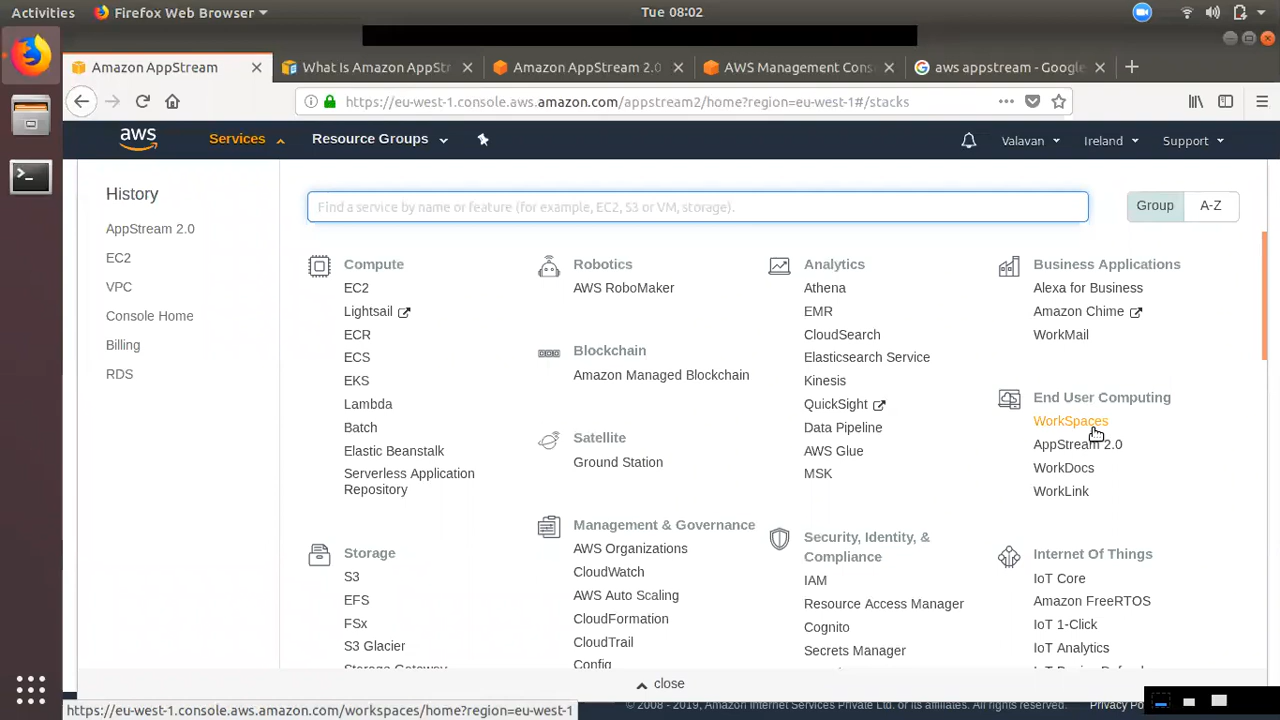 Activities
Firefox Web Browser
Tue 08:02
Amazon AppStream
What Is Amazon AppStr
Amazon AppStream 2.0
AWS Management Cons
aws appstream - Google
https://eu-west-1.console.aws.amazon.com/appstream2/home?region=eu-west-1#/stacks
aws
Services
Resource Groups
Valavan
Ireland
Support
History
AppStream 2.0
EC2
VPC
Console Home
Billing
RDS
Find a service by name or feature (for example, EC2, S3 or VM, storage).
Group
A-Z
Compute
EC2
Lightsail
ECR
ECS
EKS
Lambda
Batch
Elastic Beanstalk
Serverless Application
Repository
Storage
S3
EFS
FSx
S3 Glacier
Storage Gateway
Robotics
AWS RoboMaker
Blockchain
Amazon Managed Blockchain
Satellite
Ground Station
Management & Governance
AWS Organizations
CloudWatch
AWS Auto Scaling
CloudFormation
CloudTrail
Config
Analytics
Athena
EMR
CloudSearch
Elasticsearch Service
Kinesis
QuickSight
Data Pipeline
AWS Glue
MSK
Security, Identity, &
Compliance
IAM
Resource Access Manager
Cognito
Secrets Manager
Business Applications
Alexa for Business
Amazon Chime
WorkMail
End User Computing
WorkSpaces
AppStream 2.0
WorkDocs
WorkLink
Internet Of Things
IoT Core
Amazon FreeRTOS
IoT 1-Click
IoT Analytics
close
https://eu-west-1.console.aws.amazon.com/workspaces/home?region=eu-west-1
© 2008 - 2019, Amazon Internet Services Private Ltd. or its affiliates. All rights reserved.
Privacy Po